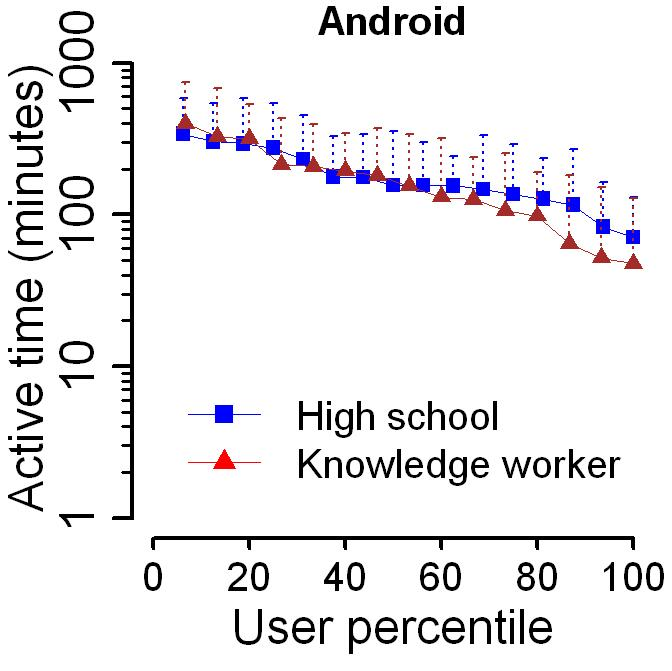 Android
Active time (minutes)
1000
100
10
1
High school
Knowledge worker
0 20 40 60 80 100
User percentile